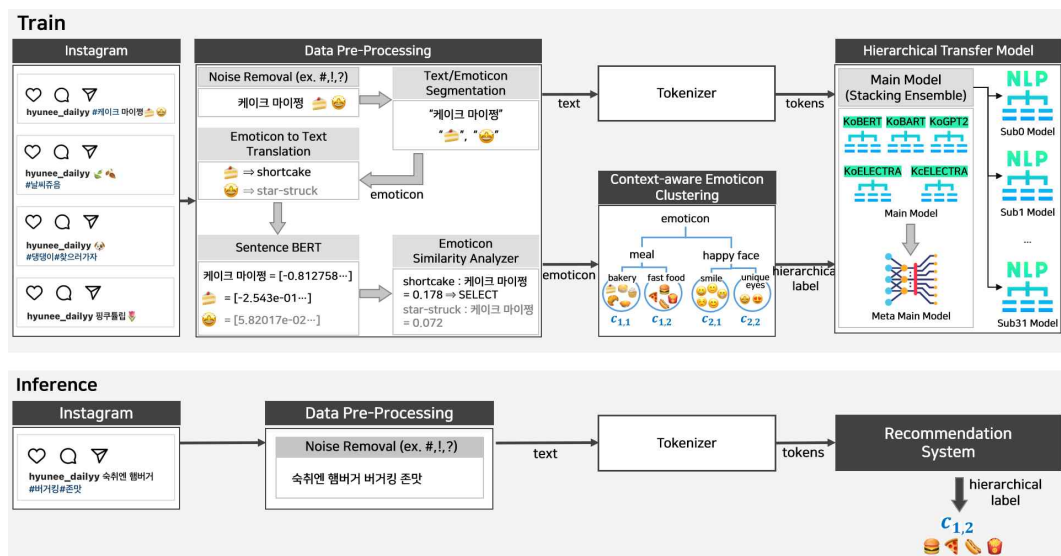 Train
Instagram
hyunee_dailyy #케이크 마이쩡🍰🤩
hyunee_dailyy 🍃🍂
#날씨쥬음
hyunee_dailyy 🐶
#댕댕이#찾으러가자
hyunee_dailyy 핑쿠튤립🌷
Data Pre-Processing
Noise Removal (ex. #,!,?)
케이크 마이쩡 🍰 🤩
Text/Emoticon
Segmentation
"케이크 마이쩡"
"🍰", "🤩"
Emoticon to Text
Translation
🍰 ⇒ shortcake
🤩 ⇒ star-struck
emoticon
Sentence BERT
케이크 마이쩡 = [-0.812758…]
🍰 = [-2.543e-01…]
🤩 = [5.82017e-02…]
Emoticon
Similarity Analyzer
shortcake : 케이크 마이쩡
= 0.178 ⇒ SELECT
star-struck : 케이크 마이쩡
= 0.072
text
Tokenizer
tokens
emoticon
Context-aware Emoticon
Clustering
emoticon
meal
happy face
bakery
fast food
smile
unique
eyes
c1,1
c1,2
c2,1
c2,2
hierarchical
label
Hierarchical Transfer Model
Main Model
(Stacking Ensemble)
KoBERT
KoBART
KoGPT2
KoELECTRA
KcELECTRA
Main Model
Meta Main Model
NLP
Sub0 Model
NLP
Sub1 Model
...
NLP
Sub31 Model
Inference
Instagram
hyunee_dailyy 숙취엔 햄버거
#버거킹#존맛
Data Pre-Processing
Noise Removal (ex. #,!,?)
숙취엔 햄버거 버거킹 존맛
text
Tokenizer
tokens
Recommendation
System
hierarchical
label
c1,2
🍔 🍕 🌭 🍟